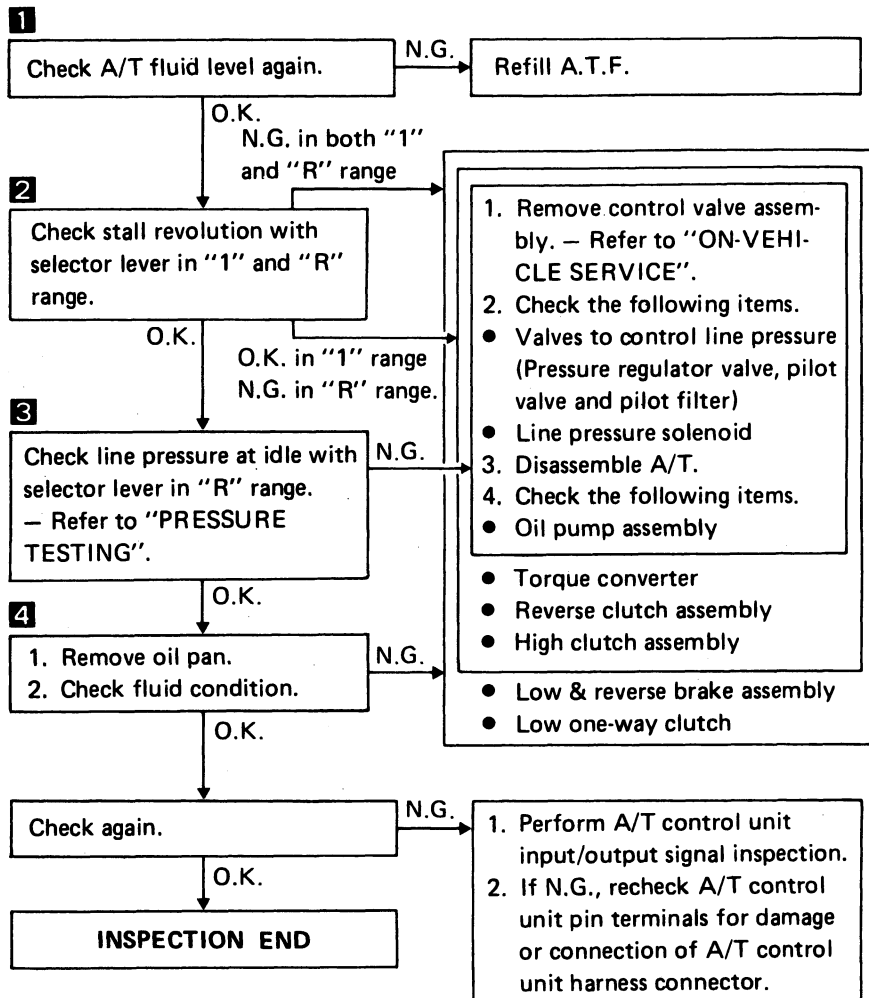 1
Check A/T fluid level again.
N.G.
Refill A.T.F.
O.K.
N.G. in both "1"
and "R" range
2
Check stall revolution with
selector lever in "1" and "R"
range.
O.K.
O.K. in "1" range
N.G. in "R" range.
1. Remove control valve assem-
bly. — Refer to "ON-VEHI-
CLE SERVICE".
2. Check the following items.
● Valves to control line pressure
(Pressure regulator valve, pilot
valve and pilot filter)
● Line pressure solenoid
3. Disassemble A/T.
4. Check the following items.
● Oil pump assembly
● Torque converter
● Reverse clutch assembly
● High clutch assembly
● Low & reverse brake assembly
● Low one-way clutch
3
Check line pressure at idle with
selector lever in "R" range.
— Refer to "PRESSURE
TESTING".
N.G.
O.K.
4
1. Remove oil pan.
2. Check fluid condition.
N.G.
O.K.
Check again.
N.G.
1. Perform A/T control unit
input/output signal inspection.
2. If N.G., recheck A/T control
unit pin terminals for damage
or connection of A/T control
unit harness connector.
O.K.
INSPECTION END